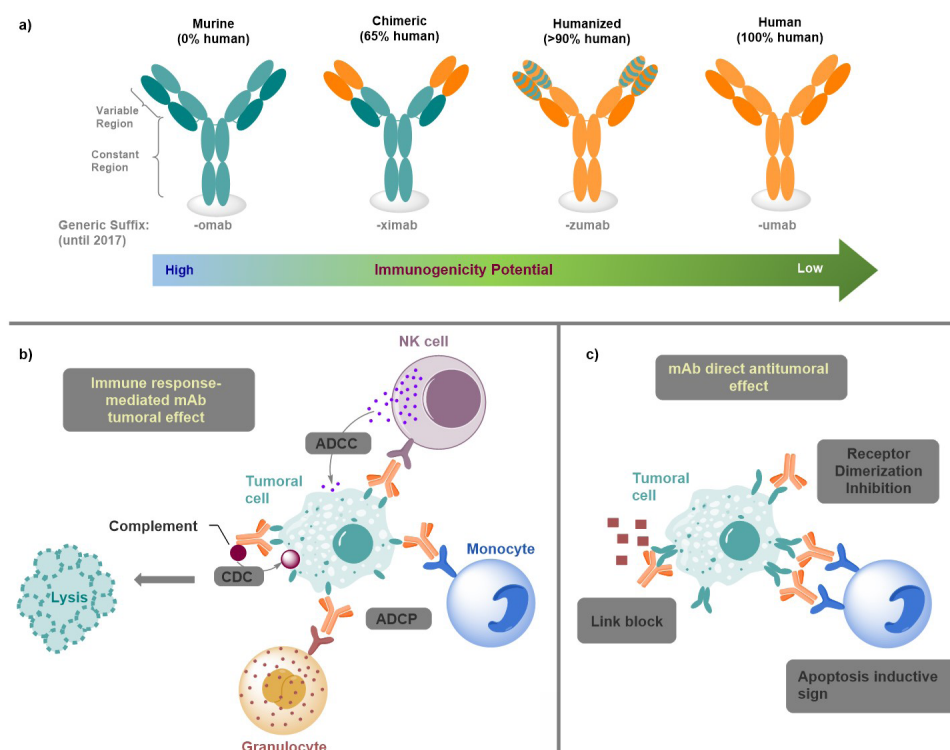 a)
Murine
(0% human)
Chimeric
(65% human)
Humanized
(>90% human)
Human
(100% human)
Variable
Region
Constant
Region
Generic Suffix:
(until 2017)
-omab
-ximab
-zumab
-umab
High
Immunogenicity Potential
Low
b)
Immune response-
mediated mAb
tumoral effect
NK cell
ADCC
Tumoral
cell
Complement
CDC
Lysis
Monocyte
ADCP
Granulocyte
c)
mAb direct antitumoral
effect
Receptor
Dimerization
Inhibition
Tumoral
cell
Link block
Apoptosis inductive
sign